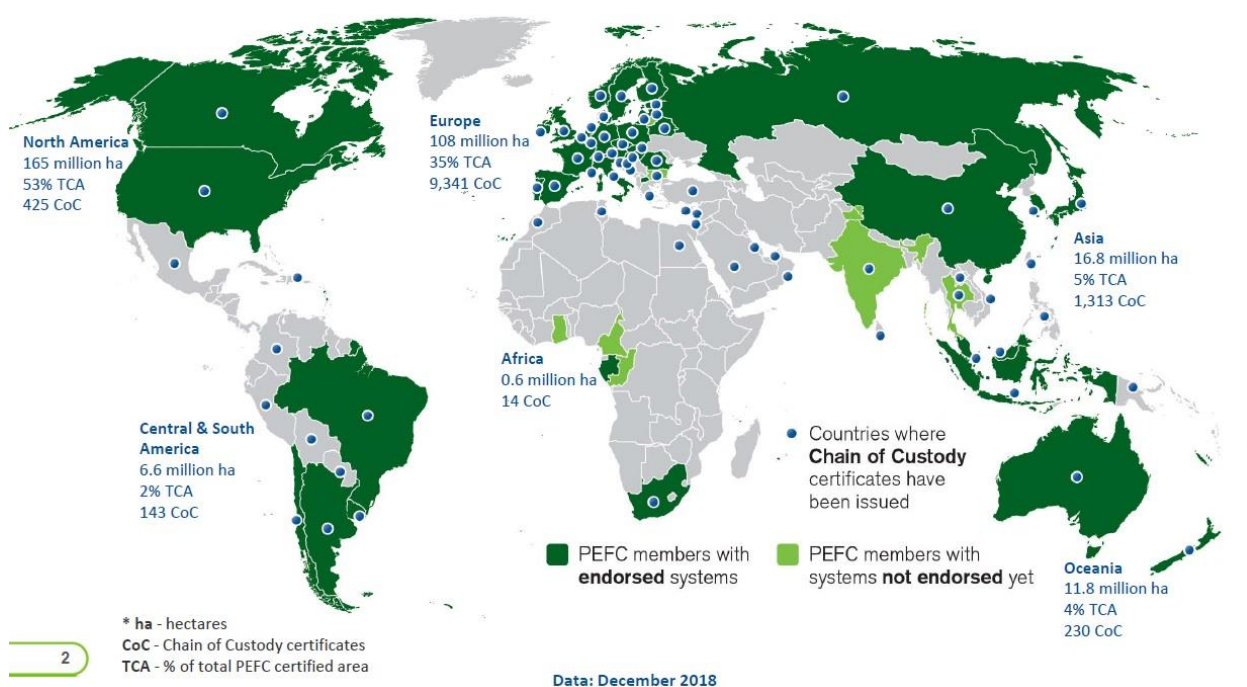 North America
165 million ha
53% TCA
425 CoC
Europe
108 million ha
35% TCA
9,341 CoC
Asia
16.8 million ha
5% TCA
1,313 CoC
Africa
0.6 million ha
14 CoC
Central & South
America
6.6 million ha
2% TCA
143 CoC
Countries where
Chain of Custody
certificates have
been issued
PEFC members with
endorsed systems
PEFC members with
systems not endorsed yet
Oceania
11.8 million ha
4% TCA
230 CoC
* ha - hectares
CoC - Chain of Custody certificates
TCA - % of total PEFC certified area
2
Data: December 2018